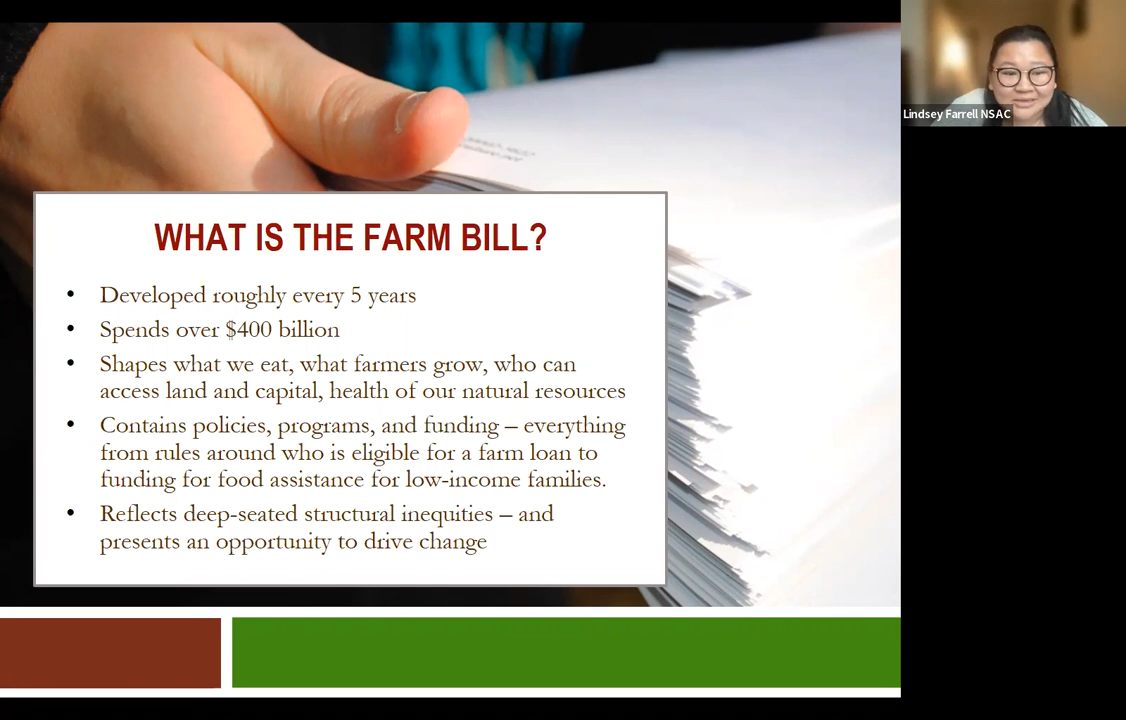 Lindsey Farrell NSAC
WHAT IS THE FARM BILL?
• Developed roughly every 5 years
• Spends over $400 billion
• Shapes what we eat, what farmers grow, who can
access land and capital, health of our natural resources
• Contains policies, programs, and funding – everything
from rules around who is eligible for a farm loan to
funding for food assistance for low-income families.
• Reflects deep-seated structural inequities – and
presents an opportunity to drive change